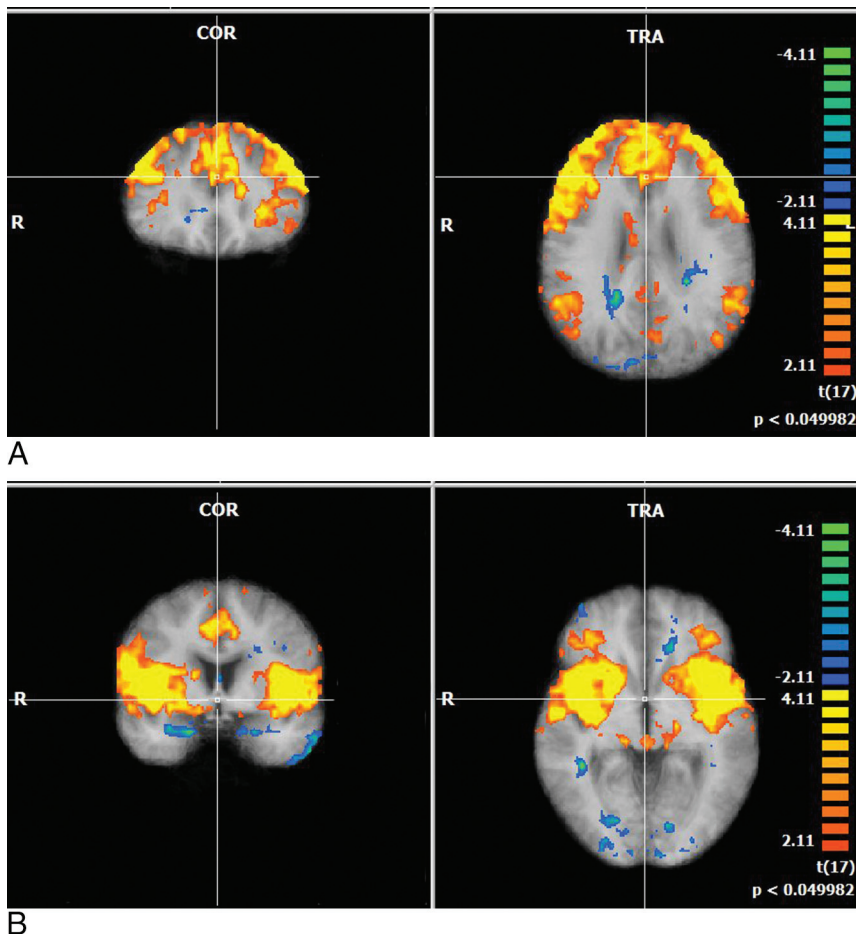 COR
TRA
-4.11
-2.11
4.11
L
R
R
2.11
t(17)
p < 0.049982
A
COR
TRA
-4.11
-2.11
4.11
R
R
2.11
t(17)
p < 0.049982
B